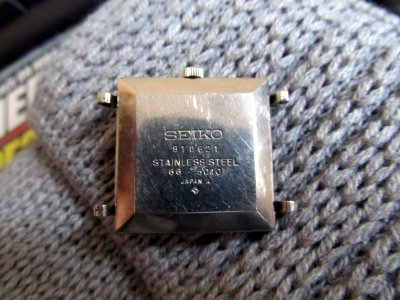 SEIKO
910621
STAINLESS STEEL
66-5040
JAPAN A